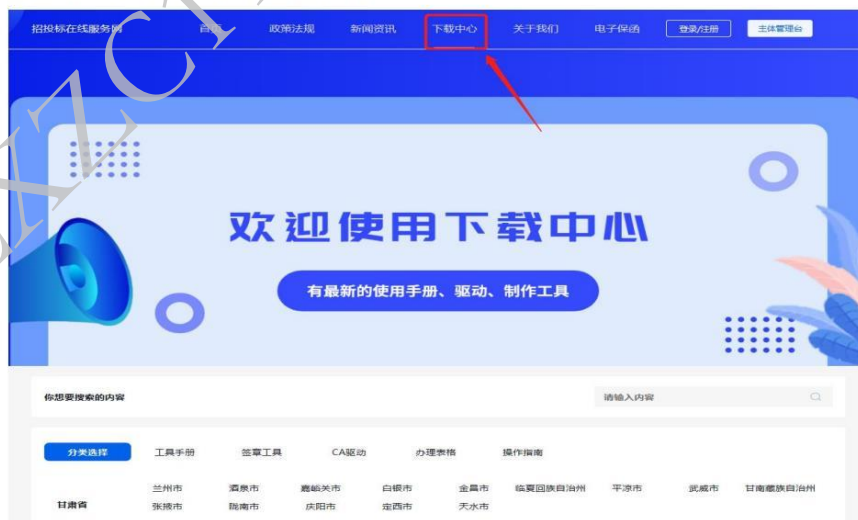 招投标在线服务网 首页 政策法规 新闻资讯 下载中心 关于我们 电子保函 登录/注册 主体管理台
欢迎使用下载中心
有最新的使用手册、驱动、制作工具
你想要搜索的内容 请输入内容
分类选择 工具手册 签章工具 CA驱动 办理表格 操作指南
兰州市 酒泉市 嘉峪关市 白银市 金昌市 临夏回族自治州 平凉市 武威市 甘南藏族自治州
甘肃省 张掖市 陇南市 庆阳市 定西市 天水市